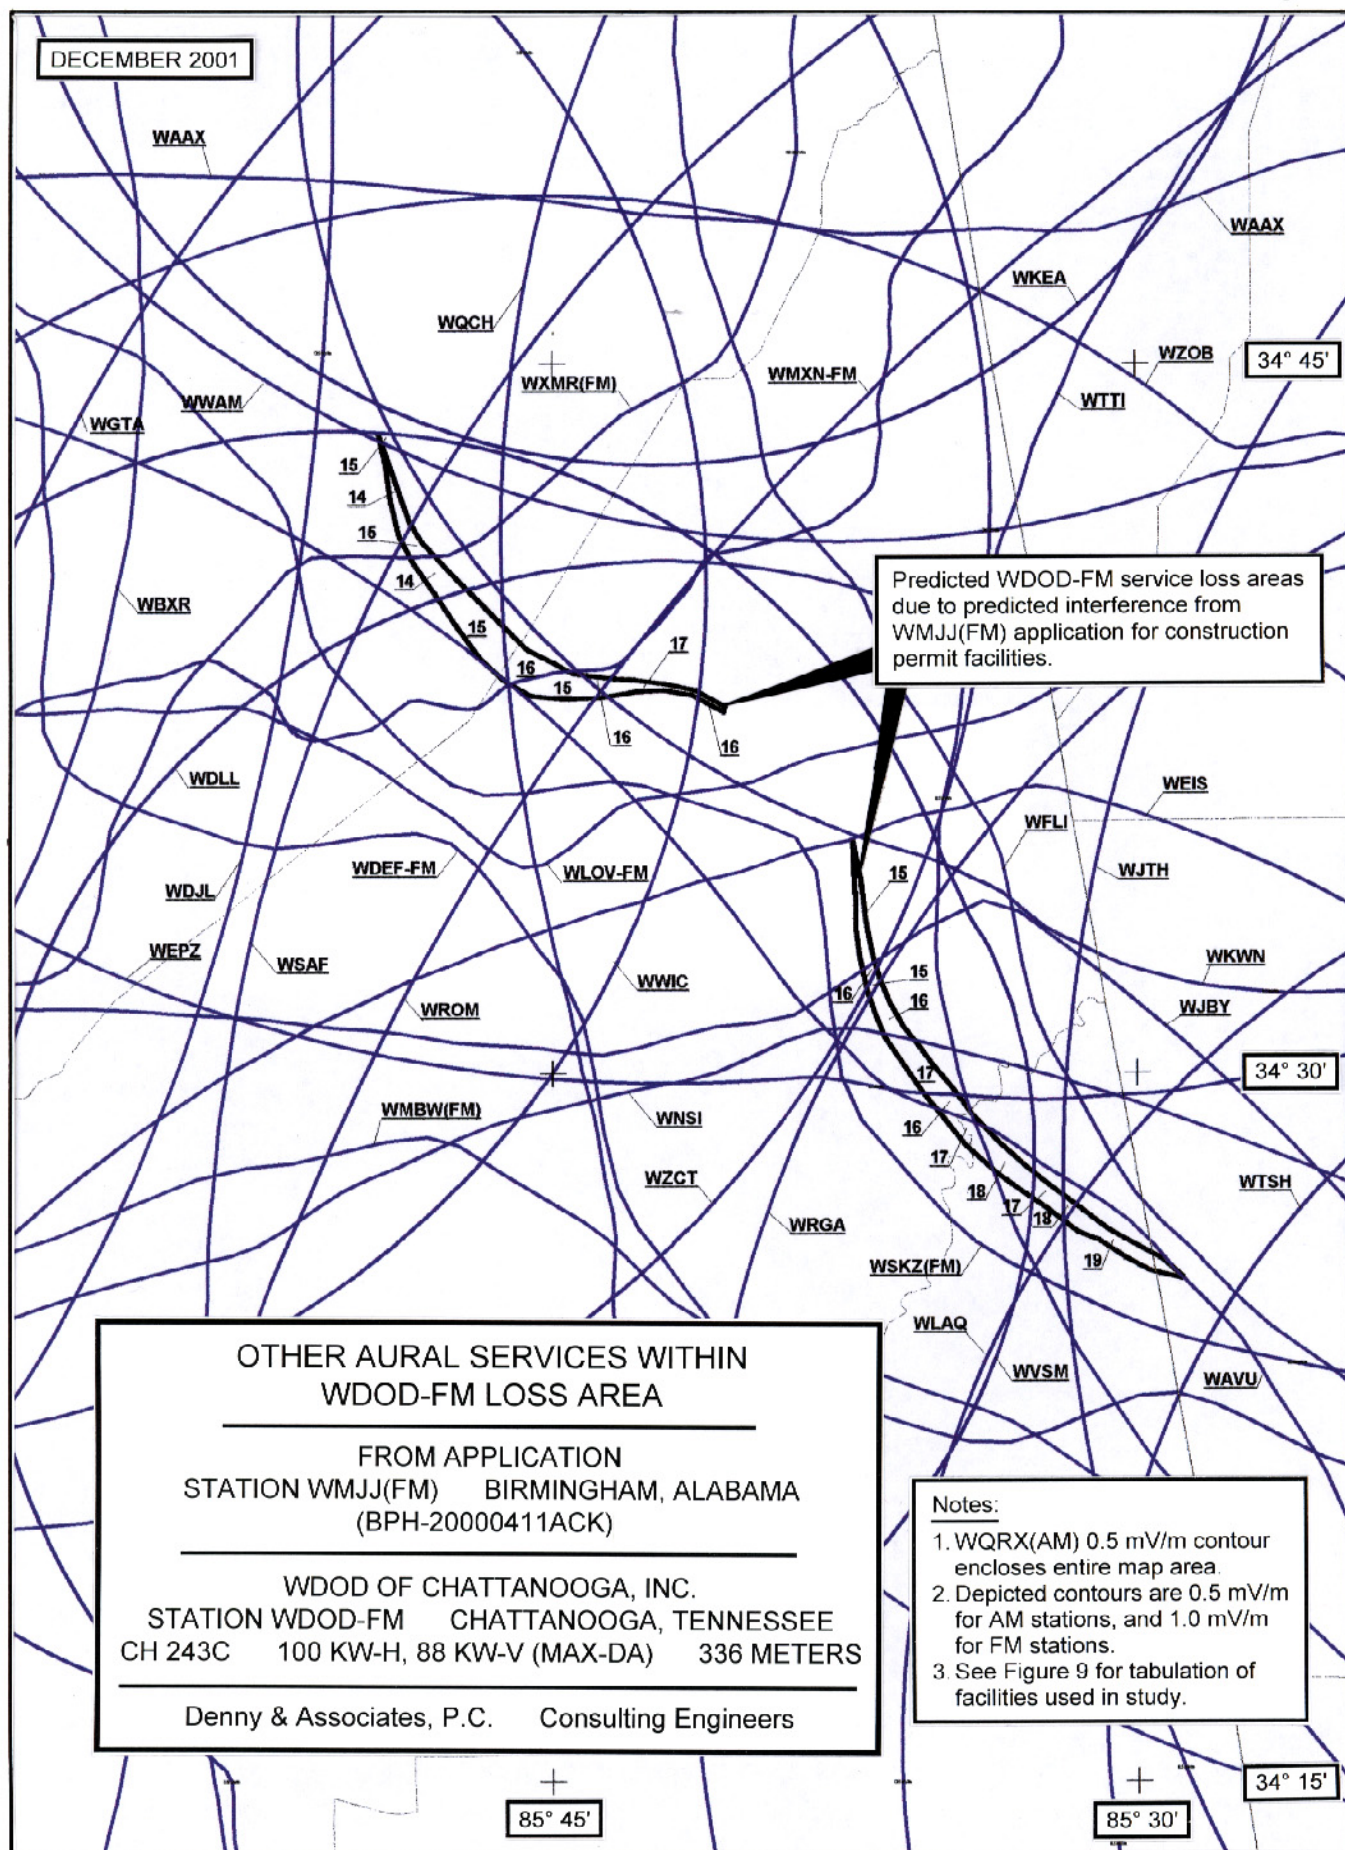 DECEMBER 2001
WAAX
WAAX
WKEA
WQCH
WZOB
34° 45'
WXMR(FM)
WMXN-FM
WWAM
WTTI
WGTA
15
14
15
14
Predicted WDOD-FM service loss areas
due to predicted interference from
WMJJ(FM) application for construction
permit facilities.
WBXR
15
17
16
15
16
16
WDLL
WEIS
WFLI
WDEF-FM
WLOV-FM
WJTH
15
WDJL
WEPZ
WSAF
WWIC
WKWN
15
16
16
WROM
WJBY
34° 30'
17
WMBW(FM)
WNSI
16
17
WZCT
18
17
WTSH
18
WRGA
19
WSKZ(FM)
WLAQ
WVSM
WAVU
OTHER AURAL SERVICES WITHIN
WDOD-FM LOSS AREA
FROM APPLICATION
STATION WMJJ(FM) BIRMINGHAM, ALABAMA
(BPH-20000411ACK)
WDOD OF CHATTANOOGA, INC.
STATION WDOD-FM CHATTANOOGA, TENNESSEE
CH 243C 100 KW-H, 88 KW-V (MAX-DA) 336 METERS
Denny & Associates, P.C. Consulting Engineers
Notes:
1. WQRX(AM) 0.5 mV/m contour
encloses entire map area.
2. Depicted contours are 0.5 mV/m
for AM stations, and 1.0 mV/m
for FM stations.
3. See Figure 9 for tabulation of
facilities used in study.
34° 15'
85° 45'
85° 30'